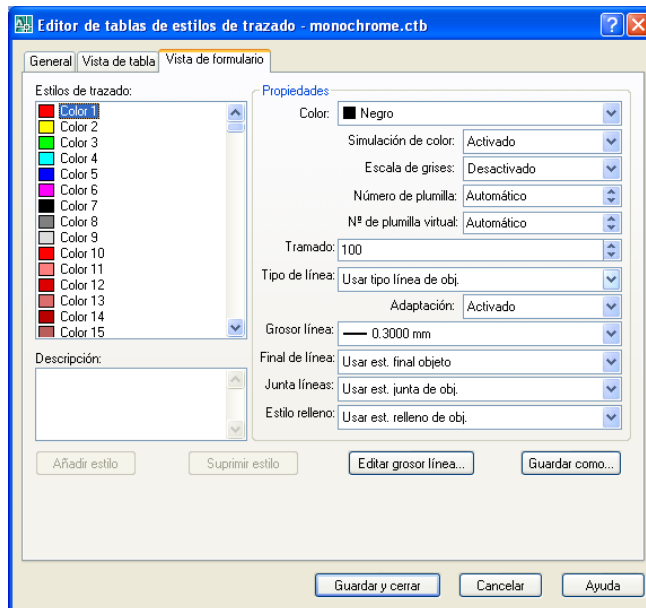 Editor de tablas de estilos de trazado - monochrome.ctb
General Vista de tabla Vista de formulario
Estilos de trazado:
Color 1
Color 2
Color 3
Color 4
Color 5
Color 6
Color 7
Color 8
Color 9
Color 10
Color 11
Color 12
Color 13
Color 14
Color 15
Descripción:
Propiedades
Color: Negro
Simulación de color: Activado
Escala de grises: Desactivado
Número de plumilla: Automático
Nº de plumilla virtual: Automático
Tramado: 100
Tipo de línea: Usar tipo línea de obj.
Adaptación: Activado
Grosor línea: 0.3000 mm
Final de línea: Usar est. final objeto
Junta líneas: Usar est. junta de obj.
Estilo relleno: Usar est. relleno de obj.
Añadir estilo Suprimir estilo Editar grosor línea... Guardar como...
Guardar y cerrar Cancelar Ayuda